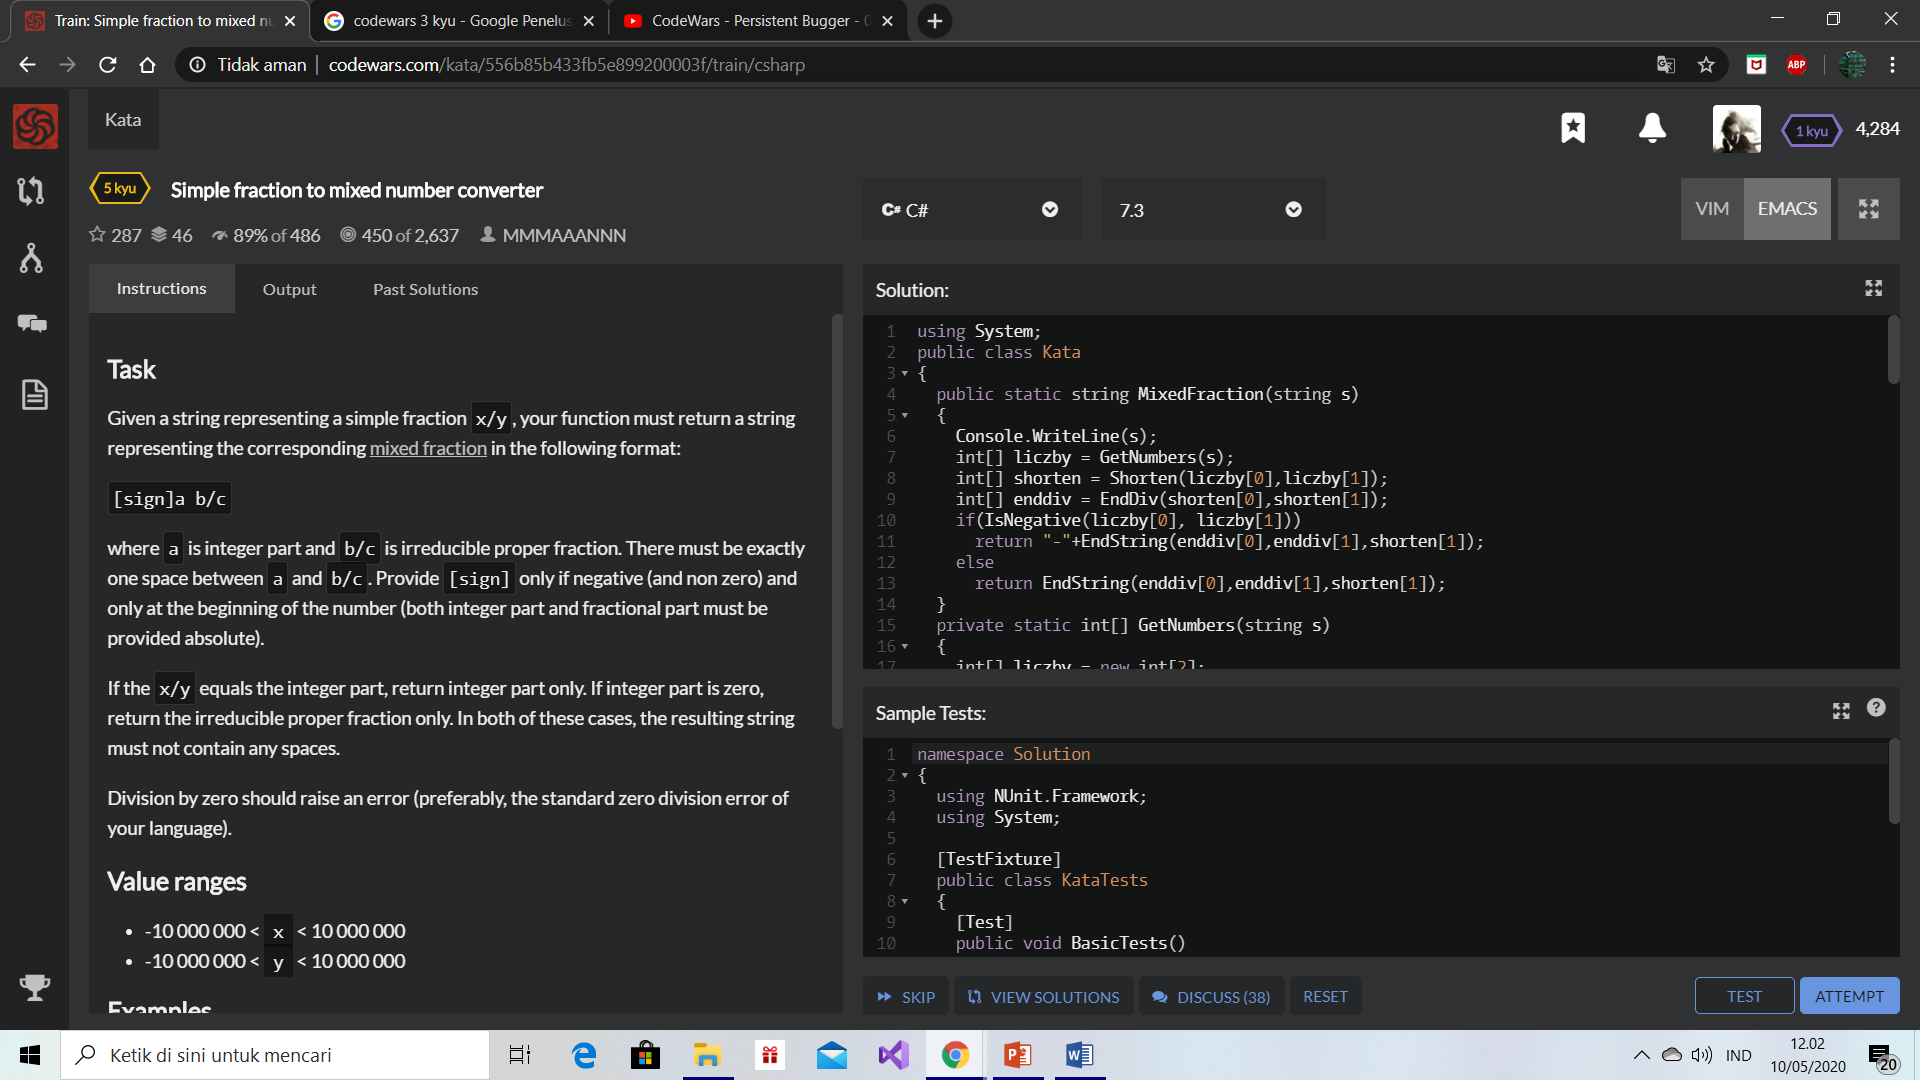 Train: Simple fraction to mixed nu
codewars 3 kyu - Google Penelus
CodeWars - Persistent Bugger - 0
Tidak aman
codewars.com/kata/556b85b433fb5e899200003f/train/csharp
ABP
Kata
1 kyu
4,284
5 kyu
Simple fraction to mixed number converter
287
46
89% of 486
450 of 2,637
MMMAAANNN
C# C#
7.3
VIM
EMACS
Instructions
Output
Past Solutions
Task
Given a string representing a simple fraction x/y, your function must return a string
representing the corresponding mixed fraction in the following format:
[sign]a b/c
where a is integer part and b/c is irreducible proper fraction. There must be exactly
one space between a and b/c. Provide [sign] only if negative (and non zero) and
only at the beginning of the number (both integer part and fractional part must be
provided absolute).
If the x/y equals the integer part, return integer part only. If integer part is zero,
return the irreducible proper fraction only. In both of these cases, the resulting string
must not contain any spaces.
Division by zero should raise an error (preferably, the standard zero division error of
your language).
Value ranges
• -10 000 000 < x < 10 000 000
• -10 000 000 < y < 10 000 000
Examples
Solution:
1 using System;
2 public class Kata
3 {
4 public static string MixedFraction(string s)
5 {
6 Console.WriteLine(s);
7 int[] liczby = GetNumbers(s);
8 int[] shorten = Shorten(liczby[0],liczby[1]);
9 int[] enddiv = EndDiv(shorten[0],shorten[1]);
10 if(IsNegative(liczby[0], liczby[1]))
11 return "-"+EndString(enddiv[0],enddiv[1],shorten[1]);
12 else
13 return EndString(enddiv[0],enddiv[1],shorten[1]);
14 }
15 private static int[] GetNumbers(string s)
16 {
17 int[] liczby = new int[2];
Sample Tests:
?
1 namespace Solution
2 {
3 using NUnit.Framework;
4 using System;
5
6 [TestFixture]
7 public class KataTests
8 {
9 [Test]
10 public void BasicTests()
SKIP
VIEW SOLUTIONS
DISCUSS (38)
RESET
TEST
ATTEMPT
Ketik di sini untuk mencari
IND
12.02
10/05/2020
20